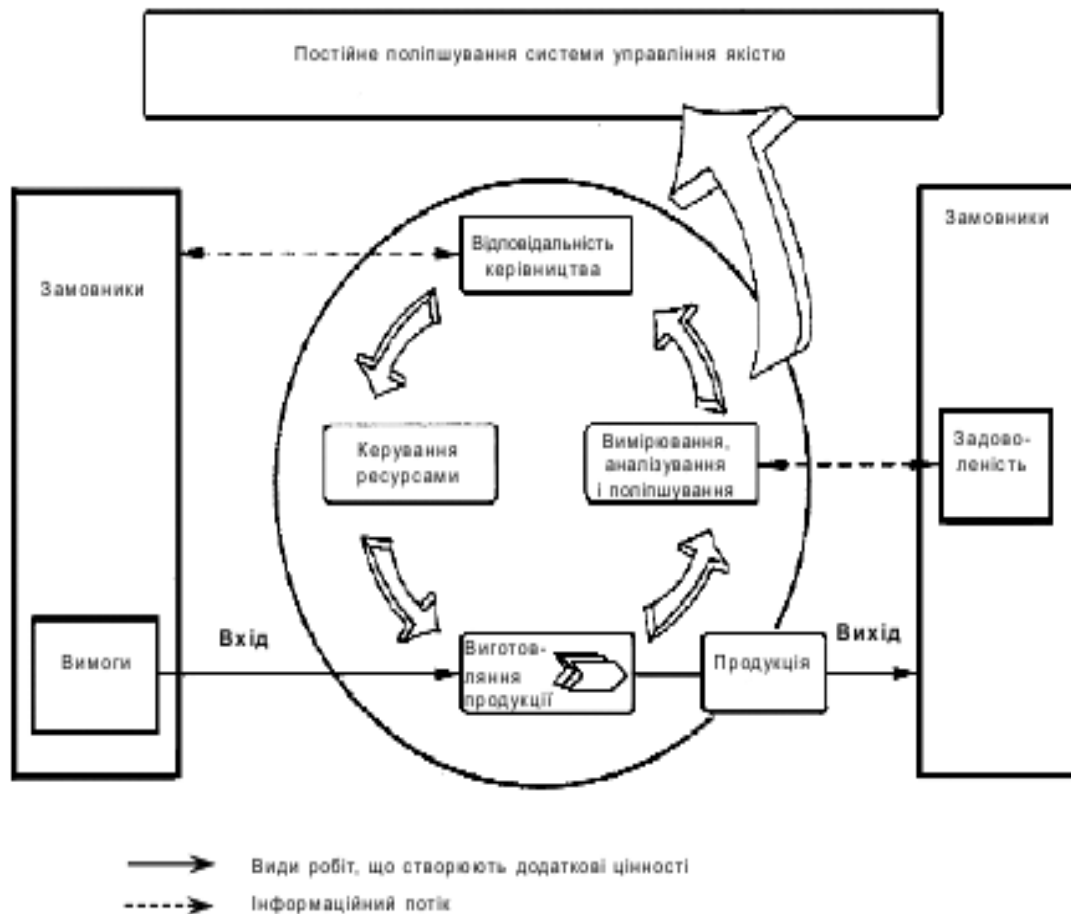 Постійне поліпшування системи управління якістю
Замовники
Замовники
Відповідальність
керівництва
Керування
ресурсами
Вимірювання,
аналізування
і поліпшування
Задово-
леність
Вхід
Вихід
Вимоги
Виготов-
ляння
продукції
Продукція
Види робіт, що створюють додаткові цінності
Інформаційний потік